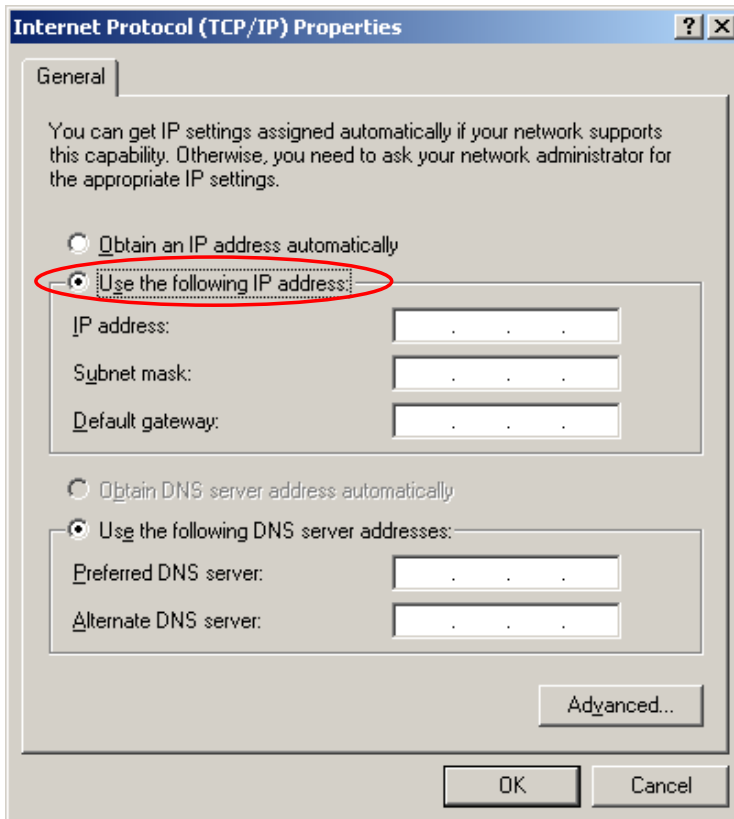 Internet Protocol (TCP/IP) Properties
General
You can get IP settings assigned automatically if your network supports
this capability. Otherwise, you need to ask your network administrator for
the appropriate IP settings.
Obtain an IP address automatically
Use the following IP address:
IP address:
Subnet mask:
Default gateway:
Obtain DNS server address automatically
Use the following DNS server addresses:
Preferred DNS server:
Alternate DNS server:
Advanced...
OK Cancel